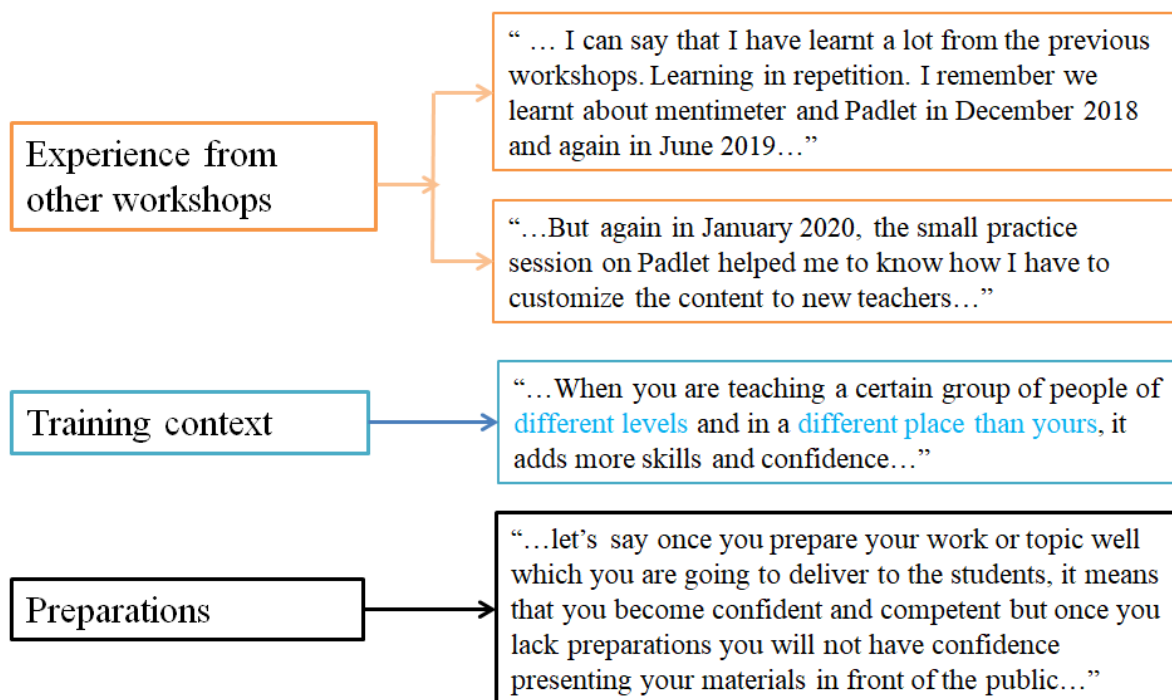 Experience from
other workshops
“ … I can say that I have learnt a lot from the previous
workshops. Learning in repetition. I remember we
learnt about mentimeter and Padlet in December 2018
and again in June 2019…”
“…But again in January 2020, the small practice
session on Padlet helped me to know how I have to
customize the content to new teachers…”
Training context
“…When you are teaching a certain group of people of
different levels and in a different place than yours, it
adds more skills and confidence…”
Preparations
“…let’s say once you prepare your work or topic well
which you are going to deliver to the students, it means
that you become confident and competent but once you
lack preparations you will not have confidence
presenting your materials in front of the public…”